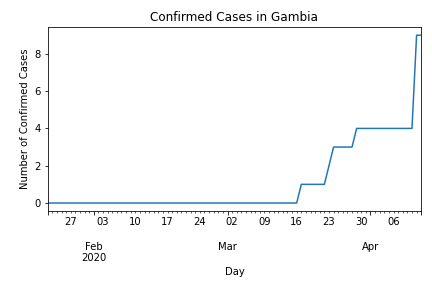 Confirmed Cases in Gambia
Number of Confirmed Cases
8
6
4
2
0
27 03 10 17 24 02 09 16 23 30 06
Feb Mar Apr
2020
Day